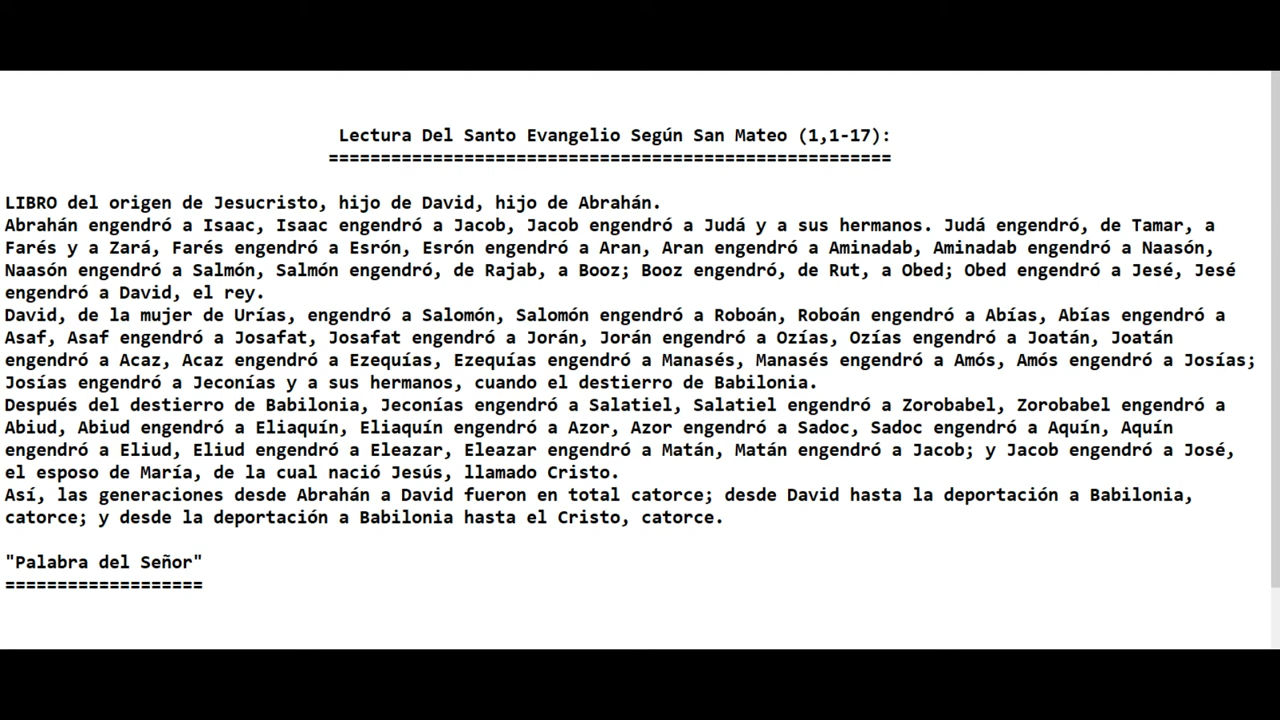 Lectura Del Santo Evangelio Según San Mateo (1,1-17):
======================================================
LIBRO del origen de Jesucristo, hijo de David, hijo de Abrahán.
Abrahán engendró a Isaac, Isaac engendró a Jacob, Jacob engendró a Judá y a sus hermanos. Judá engendró, de Tamar, a
Farés y a Zará, Farés engendró a Esrón, Esrón engendró a Aran, Aran engendró a Aminadab, Aminadab engendró a Naasón,
Naasón engendró a Salmón, Salmón engendró, de Rajab, a Booz; Booz engendró, de Rut, a Obed; Obed engendró a Jesé, Jesé
engendró a David, el rey.
David, de la mujer de Urías, engendró a Salomón, Salomón engendró a Roboán, Roboán engendró a Abías, Abías engendró a
Asaf, Asaf engendró a Josafat, Josafat engendró a Jorán, Jorán engendró a Ozías, Ozías engendró a Joatán, Joatán
engendró a Acaz, Acaz engendró a Ezequías, Ezequías engendró a Manasés, Manasés engendró a Amós, Amós engendró a Josías;
Josías engendró a Jeconías y a sus hermanos, cuando el destierro de Babilonia.
Después del destierro de Babilonia, Jeconías engendró a Salatiel, Salatiel engendró a Zorobabel, Zorobabel engendró a
Abiud, Abiud engendró a Eliaquín, Eliaquín engendró a Azor, Azor engendró a Sadoc, Sadoc engendró a Aquín, Aquín
engendró a Eliud, Eliud engendró a Eleazar, Eleazar engendró a Matán, Matán engendró a Jacob; y Jacob engendró a José,
el esposo de María, de la cual nació Jesús, llamado Cristo.
Así, las generaciones desde Abrahán a David fueron en total catorce; desde David hasta la deportación a Babilonia,
catorce; y desde la deportación a Babilonia hasta el Cristo, catorce.
"Palabra del Señor"
===================